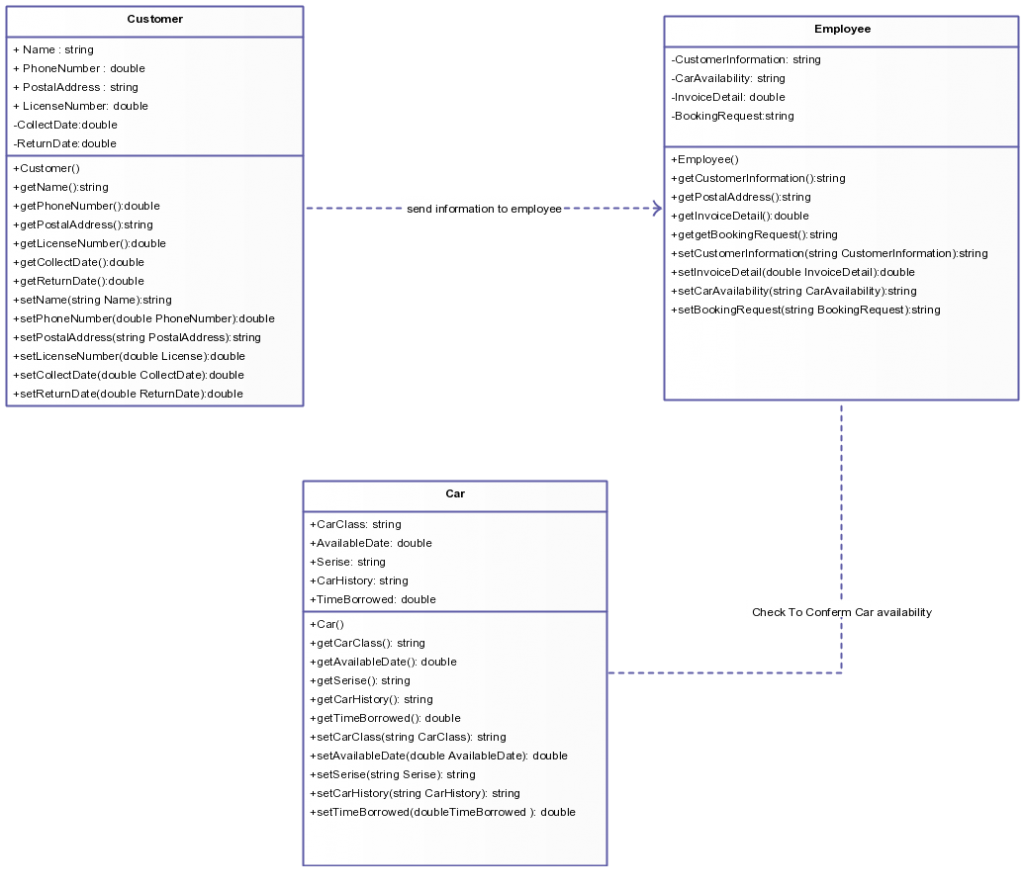 Customer
+ Name : string
+ PhoneNumber : double
+ PostalAddress : string
+ LicenseNumber: double
-CollectDate:double
-ReturnDate:double
+Customer()
+getName():string
+getPhoneNumber():double
+getPostalAddress():string
+getLicenseNumber():double
+getCollectDate():double
+getReturnDate():double
+setName(string Name):string
+setPhoneNumber(double PhoneNumber):double
+setPostalAddress(string PostalAddress):string
+setLicenseNumber(double License):double
+setCollectDate(double CollectDate):double
+setReturnDate(double ReturnDate):double
send information to employee
Employee
-CustomerInformation: string
-CarAvailability: string
-InvoiceDetail: double
-BookingRequest:string
+Employee()
+getCustomerInformation():string
+getPostalAddress():string
+getInvoiceDetail():double
+getgetBookingRequest():string
+setCustomerInformation(string CustomerInformation):string
+setInvoiceDetail(double InvoiceDetail):double
+setCarAvailability(string CarAvailability):string
+setBookingRequest(string BookingRequest):string
Check To Conferm Car availability
Car
+CarClass: string
+AvailableDate: double
+Serise: string
+CarHistory: string
+TimeBorrowed: double
+Car()
+getCarClass(): string
+getAvailableDate(): double
+getSerise(): string
+getCarHistory(): string
+getTimeBorrowed(): double
+setCarClass(string CarClass): string
+setAvailableDate(double AvailableDate): double
+setSerise(string Serise): string
+setCarHistory(string CarHistory): string
+setTimeBorrowed(doubleTimeBorrowed ): double